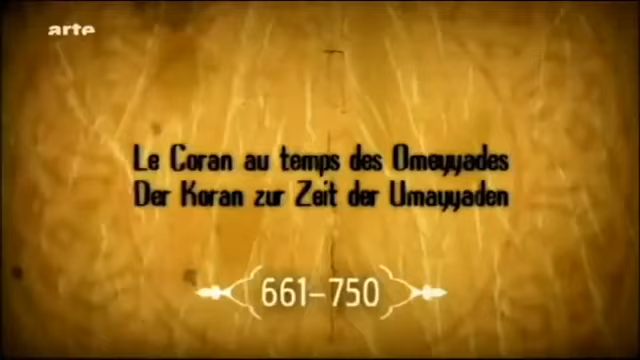 arte
Le Coran au temps des Omeyyades
Der Koran zur Zeit der Umayyaden
661–750